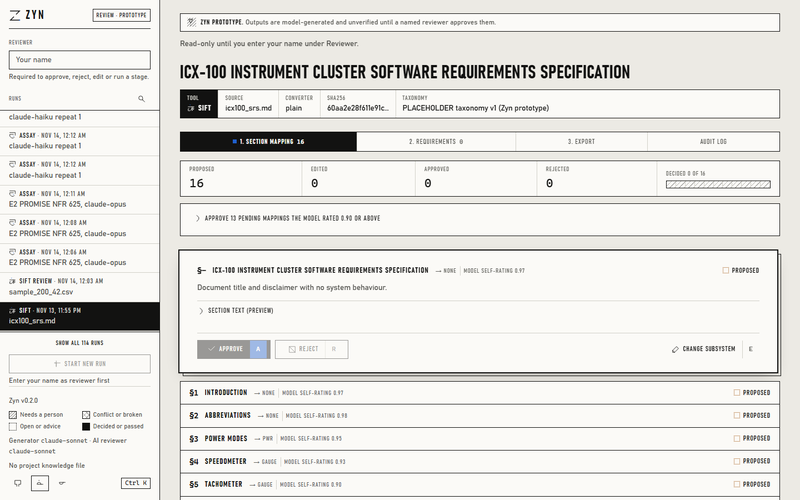 ZYN
REVIEW · PROTOTYPE
REVIEWER
Your name
Required to approve, reject, edit or run a stage.
RUNS
claude-haiku repeat 1
ASSAY · NOV 14, 12:12 AM
claude-haiku repeat 1
ASSAY · NOV 14, 12:12 AM
claude-haiku repeat 1
ASSAY · NOV 14, 12:11 AM
E2 PROMISE NFR 625, claude-opus
ASSAY · NOV 14, 12:08 AM
E2 PROMISE NFR 625, claude-opus
ASSAY · NOV 14, 12:06 AM
E2 PROMISE NFR 625, claude-opus
SIFT REVIEW · NOV 14, 12:03 AM
sample_200_42.csv
SIFT · NOV 13, 11:55 PM
icx100_srs.md
SHOW ALL 114 RUNS
START NEW RUN
Enter your name as reviewer first
Zyn v0.2.0
Needs a person
Conflict or broken
Open or advice
Decided or passed
Generator claude-sonnet · AI reviewer
claude-sonnet
No project knowledge file
Ctrl K
ZYN PROTOTYPE. Outputs are model-generated and unverified until a named reviewer approves them.
Read-only until you enter your name under Reviewer.
ICX-100 INSTRUMENT CLUSTER SOFTWARE REQUIREMENTS SPECIFICATION
TOOL
SIFT
SOURCE
icx100_srs.md
CONVERTER
plain
SHA256
60aa2e28f611e91c…
TAXONOMY
PLACEHOLDER taxonomy v1 (Zyn prototype)
1. SECTION MAPPING 16
2. REQUIREMENTS 0
3. EXPORT
AUDIT LOG
PROPOSED
16
EDITED
0
APPROVED
0
REJECTED
0
DECIDED 0 OF 16
APPROVE 13 PENDING MAPPINGS THE MODEL RATED 0.90 OR ABOVE
§— ICX-100 INSTRUMENT CLUSTER SOFTWARE REQUIREMENTS SPECIFICATION → NONE MODEL SELF-RATING 0.97
PROPOSED
Document title and disclaimer with no system behaviour.
SECTION TEXT (PREVIEW)
APPROVE A
REJECT R
CHANGE SUBSYSTEM E
§1 INTRODUCTION → NONE MODEL SELF-RATING 0.97 PROPOSED
§2 ABBREVIATIONS → NONE MODEL SELF-RATING 0.98 PROPOSED
§3 POWER MODES → PWR MODEL SELF-RATING 0.95 PROPOSED
§4 SPEEDOMETER → GAUGE MODEL SELF-RATING 0.93 PROPOSED
§5 TACHOMETER → GAUGE MODEL SELF-RATING 0.90 PROPOSED